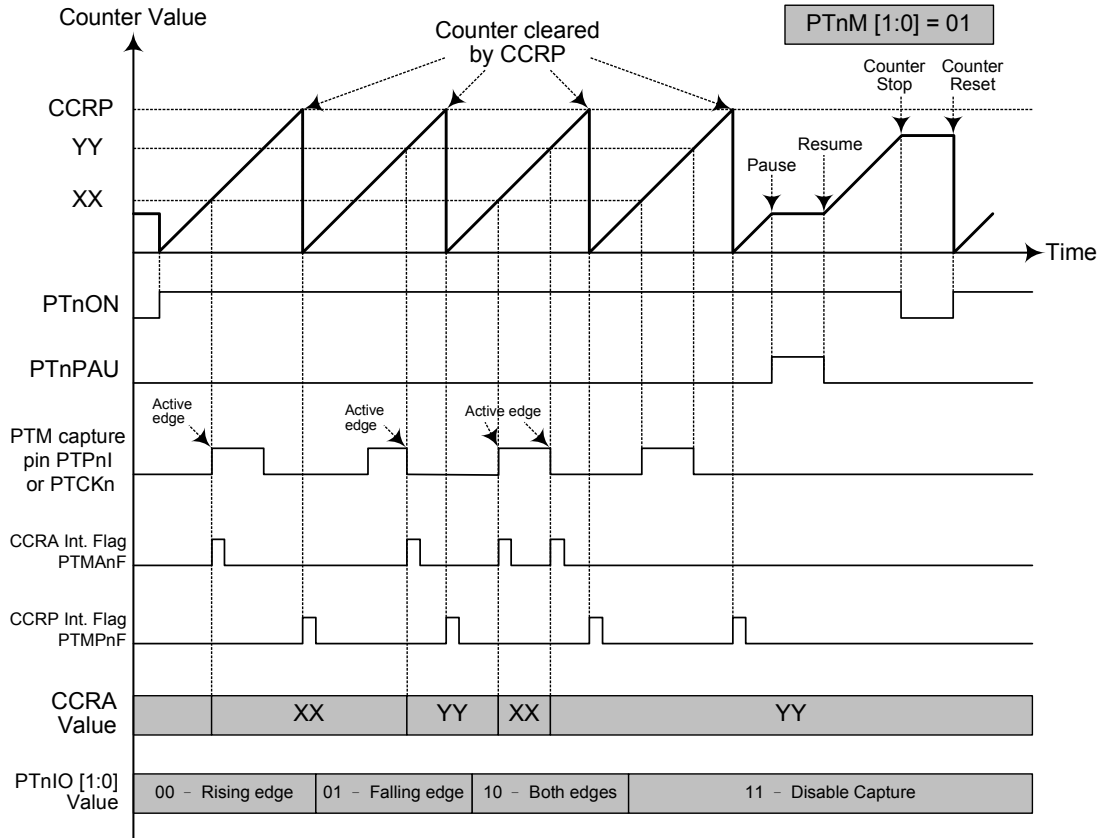 Counter Value
PTnM [1:0] = 01
Counter cleared
by CCRP
Counter
Stop
Counter
Reset
CCRP
YY
XX
Pause
Resume
Time
PTnON
PTnPAU
Active
edge
Active
edge
Active edge
PTM capture
pin PTPnI
or PTCKn
CCRA Int. Flag
PTMAnF
CCRP Int. Flag
PTMPnF
CCRA
Value
XX
YY
XX
YY
PTnIO [1:0]
Value
00 – Rising edge
01 – Falling edge
10 – Both edges
11 – Disable Capture